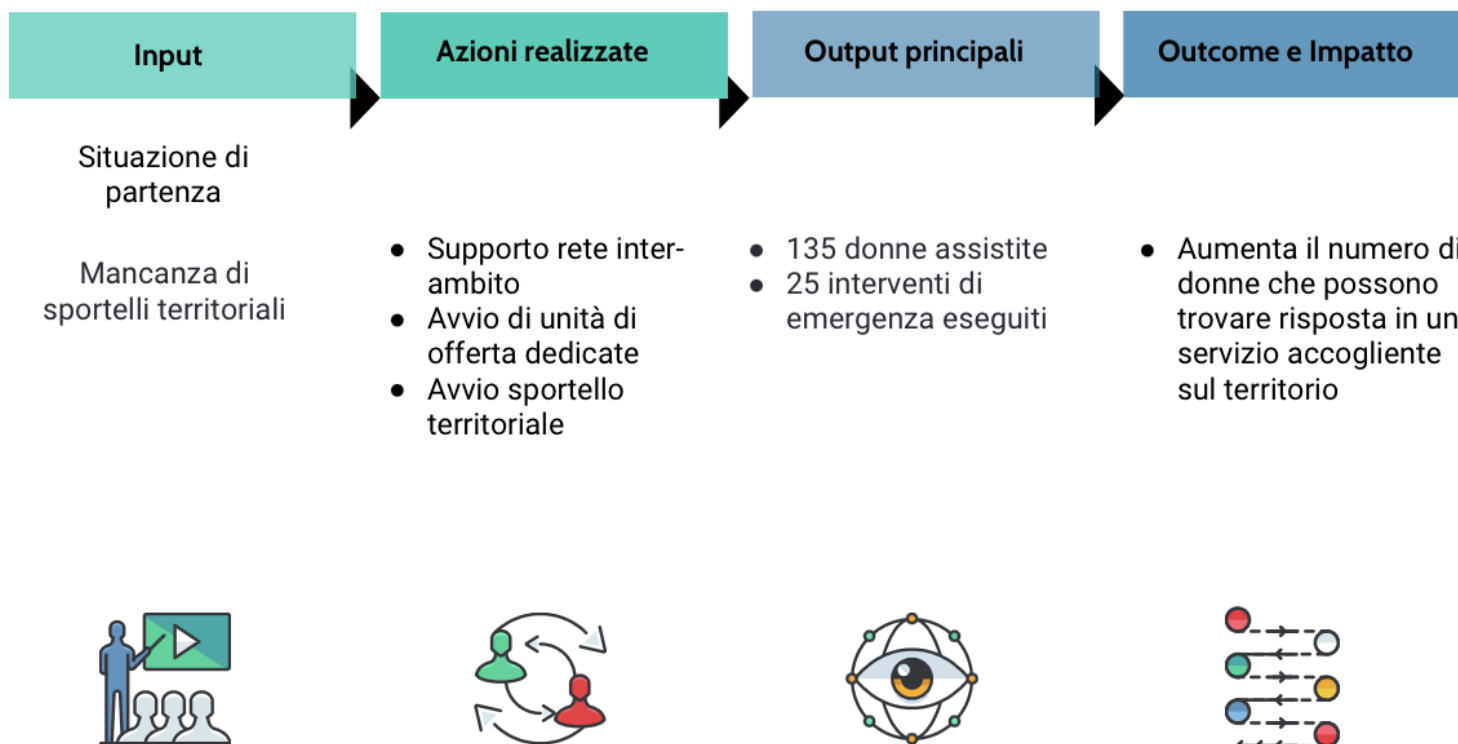 Input
Azioni realizzate
Output principali
Outcome e Impatto
Situazione di
partenza
Mancanza di
sportelli territoriali
● Supporto rete inter-
ambito
● Avvio di unità di
offerta dedicate
● Avvio sportello
territoriale
● 135 donne assistite
● 25 interventi di
emergenza eseguiti
● Aumenta il numero di
donne che possono
trovare risposta in un
servizio accogliente
sul territorio